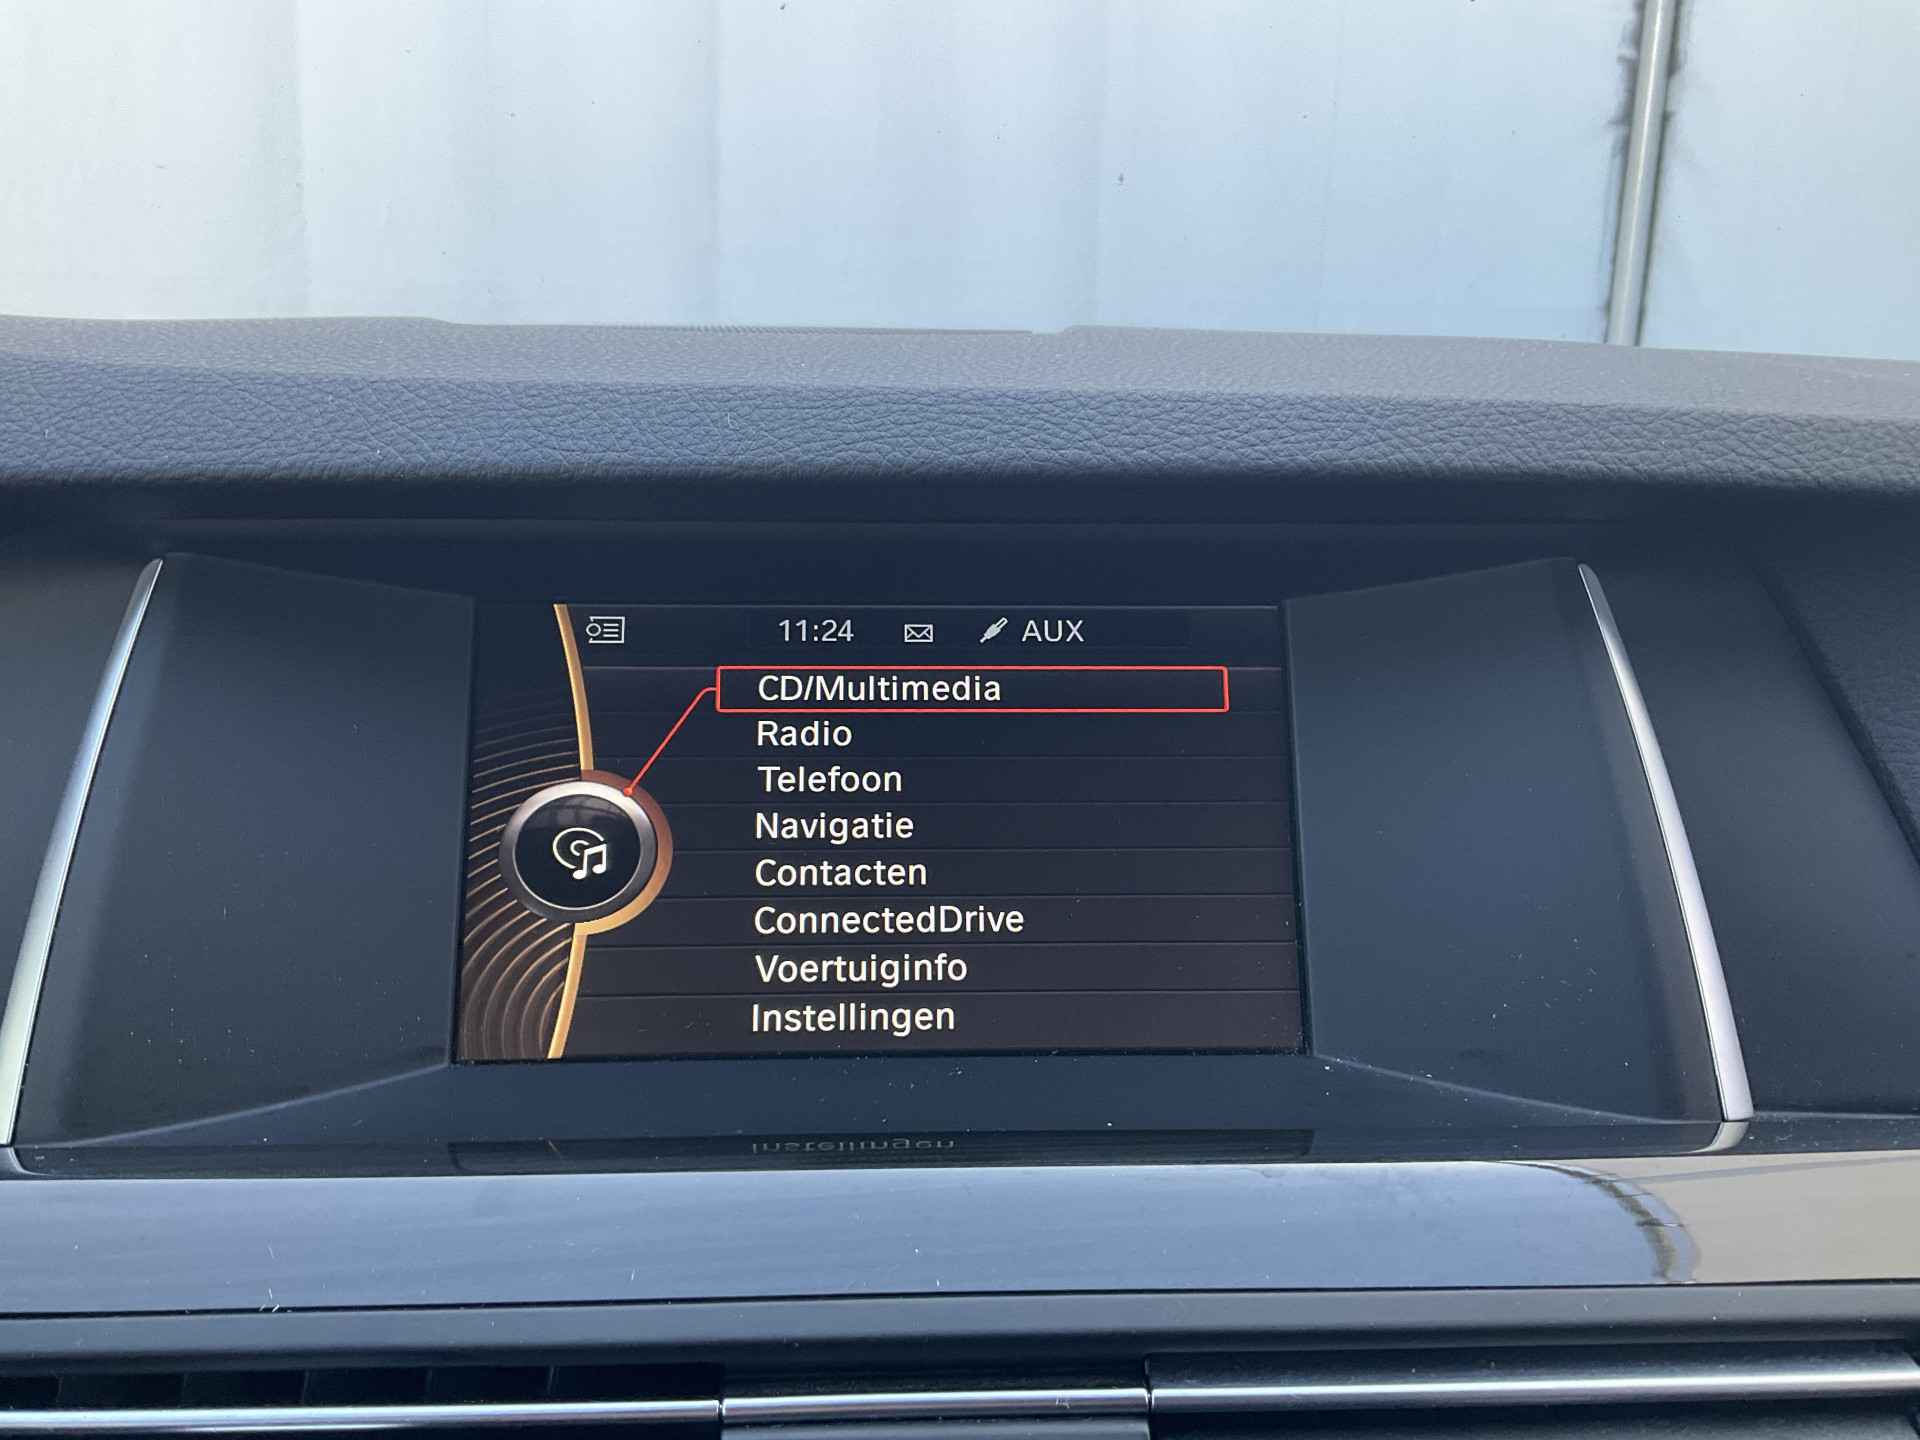 11:24 AUX
CD/Multimedia
Radio
Telefoon
Navigatie
Contacten
ConnectedDrive
Voertuiginfo
Instellingen